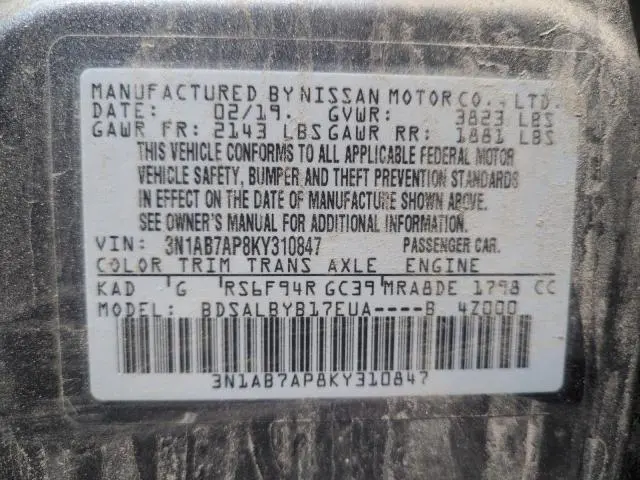 MANUFACTURED BY NISSAN MOTOR CO., LTD.
DATE: 02/19. GVWR: 3823 LBS
GAWR FR: 2143 LBS GAWR RR: 1881 LBS
THIS VEHICLE CONFORMS TO ALL APPLICABLE FEDERAL MOTOR
VEHICLE SAFETY, BUMPER AND THEFT PREVENTION STANDARDS
IN EFFECT ON THE DATE OF MANUFACTURE SHOWN ABOVE.
SEE OWNER'S MANUAL FOR ADDITIONAL INFORMATION.
VIN: 3N1AB7AP8KY310847 PASSENGER CAR.
COLOR TRIM TRANS AXLE ENGINE
KAD G RS6F94R GC39 MRA8DE 1798 CC
MODEL: BDSALBYB17EUA----B 4Z000
3N1AB7AP8KY310847